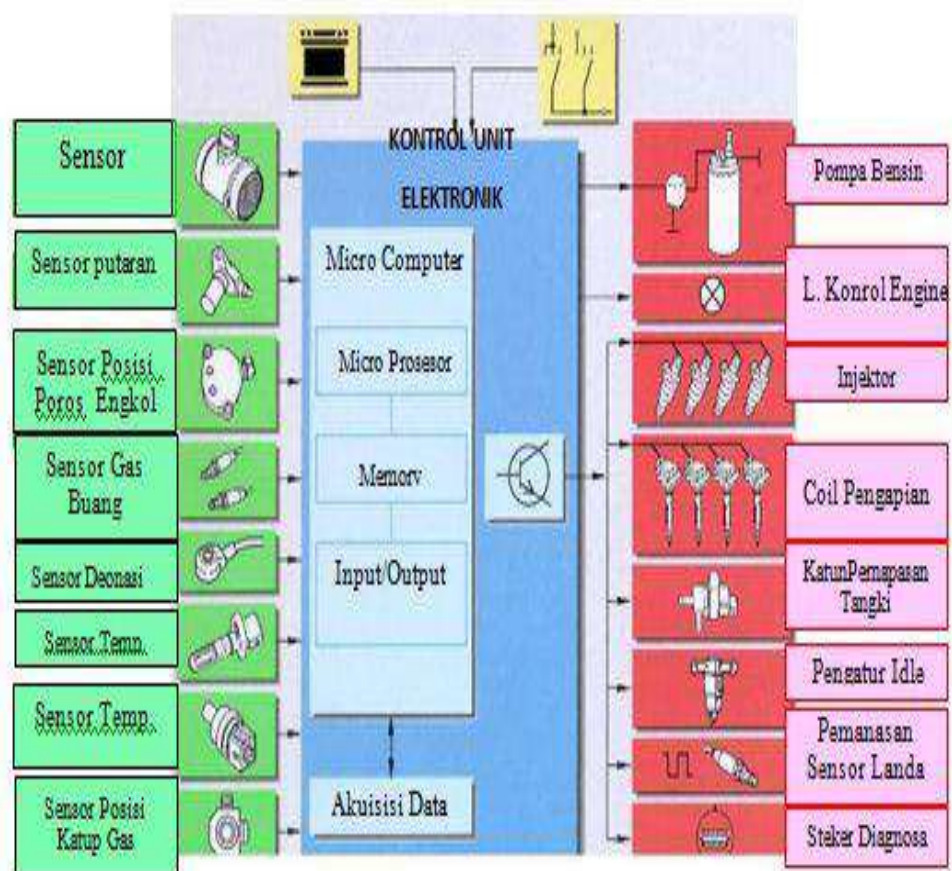 KONTROL UNIT
ELEKTRONIK
Sensor
Sensor putaran
Sensor Posisi
Poros Engkol
Sensor Gas
Buang
Sensor Deonasi
Sensor Temp.
Sensor Temp.
Sensor Posisi
Katup Gas
Micro Computer
Micro Prosesor
Memory
Input/Output
Akuisisi Data
Pompa Bensin
L. Konrol Engine
Injektor
Coil Pengapian
KatunPernapasan
Tangki
Pengatur Idle
Pemanasan
Sensor Landa
Steker Diagnosa